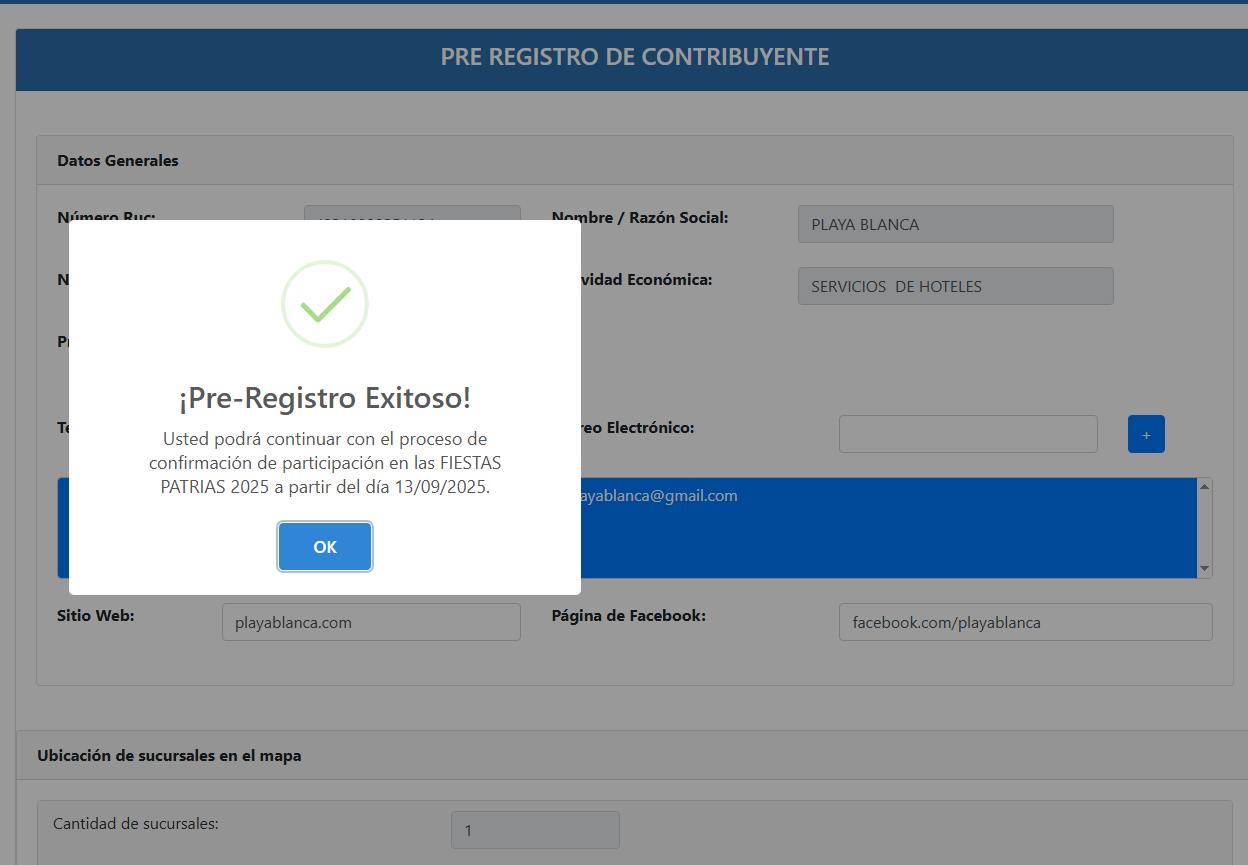 PRE REGISTRO DE CONTRIBUYENTE
Datos Generales
Número Ruc:
Nombre / Razón Social:
PLAYA BLANCA
Económica:
SERVICIOS DE HOTELES
¡Pre-Registro Exitoso!
Usted podrá continuar con el proceso de
confirmación de participación en las FIESTAS
PATRIAS 2025 a partir del día 13/09/2025.
OK
Electrónico:
+
ayablanca@gmail.com
Sitio Web:
playablanca.com
Página de Facebook:
facebook.com/playablanca
Ubicación de sucursales en el mapa
Cantidad de sucursales:
1